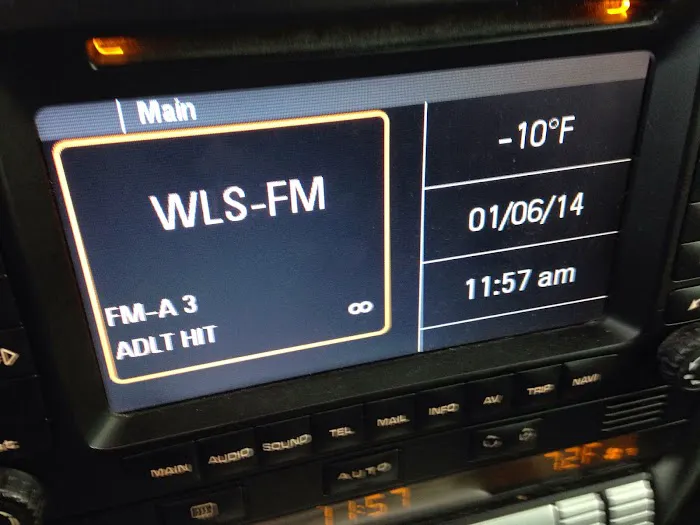 Main
WLS-FM
FM-A 3
ADLT HIT
-10°F
01/06/14
11:57 am
MAIN
AUDIO
SOUND
TEL
MAIL
INFO
AV
TRIP
NAVI
AUTO
11:57
72F